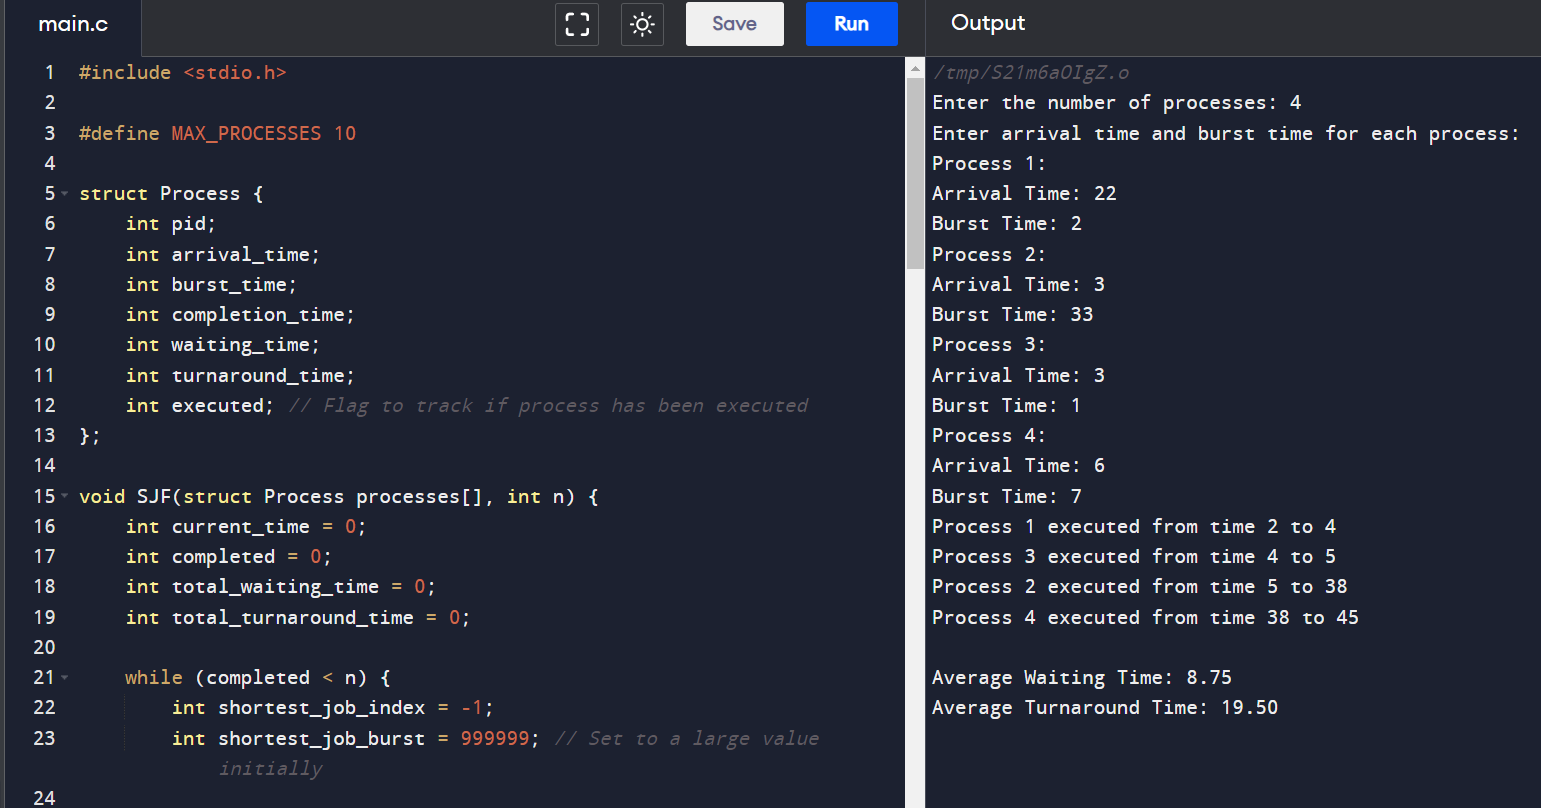 main.c
Save
Run
Output
1 #include <stdio.h>
2
3 #define MAX_PROCESSES 10
4
5 struct Process {
6     int pid;
7     int arrival_time;
8     int burst_time;
9     int completion_time;
10     int waiting_time;
11     int turnaround_time;
12     int executed; // Flag to track if process has been executed
13 };
14
15 void SJF(struct Process processes[], int n) {
16     int current_time = 0;
17     int completed = 0;
18     int total_waiting_time = 0;
19     int total_turnaround_time = 0;
20
21     while (completed < n) {
22         int shortest_job_index = -1;
23         int shortest_job_burst = 999999; // Set to a large value
initially
24
/tmp/S21m6aOIgZ.o
Enter the number of processes: 4
Enter arrival time and burst time for each process:
Process 1:
Arrival Time: 22
Burst Time: 2
Process 2:
Arrival Time: 3
Burst Time: 33
Process 3:
Arrival Time: 3
Burst Time: 1
Process 4:
Arrival Time: 6
Burst Time: 7
Process 1 executed from time 2 to 4
Process 3 executed from time 4 to 5
Process 2 executed from time 5 to 38
Process 4 executed from time 38 to 45

Average Waiting Time: 8.75
Average Turnaround Time: 19.50